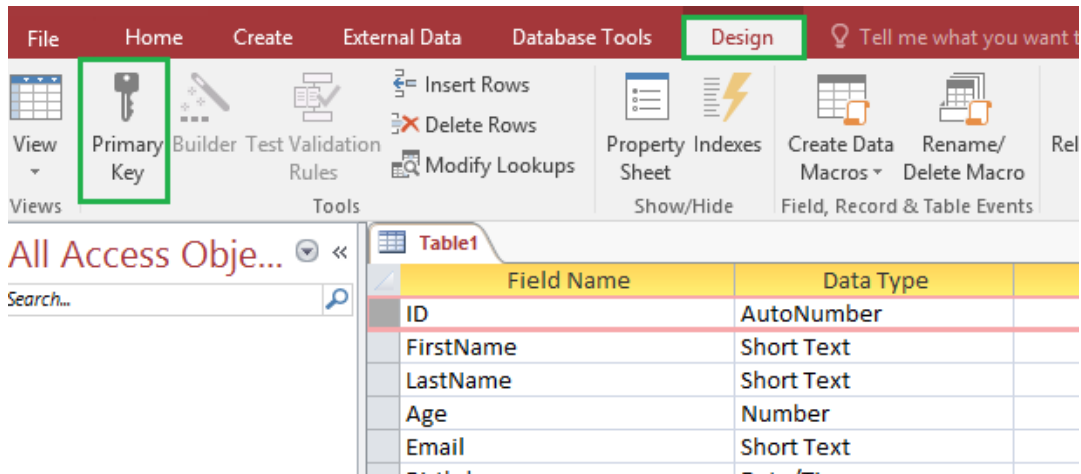 File Home Create External Data Database Tools Design Tell me what you want t
View Primary Key Builder Test Validation Rules Insert Rows Delete Rows Modify Lookups Property Sheet Indexes Create Data Macros Rename/ Delete Macro Rel
Views Tools Show/Hide Field, Record & Table Events
All Access Obje... «
Search...
Table1
Field Name Data Type
ID AutoNumber
FirstName Short Text
LastName Short Text
Age Number
Email Short Text